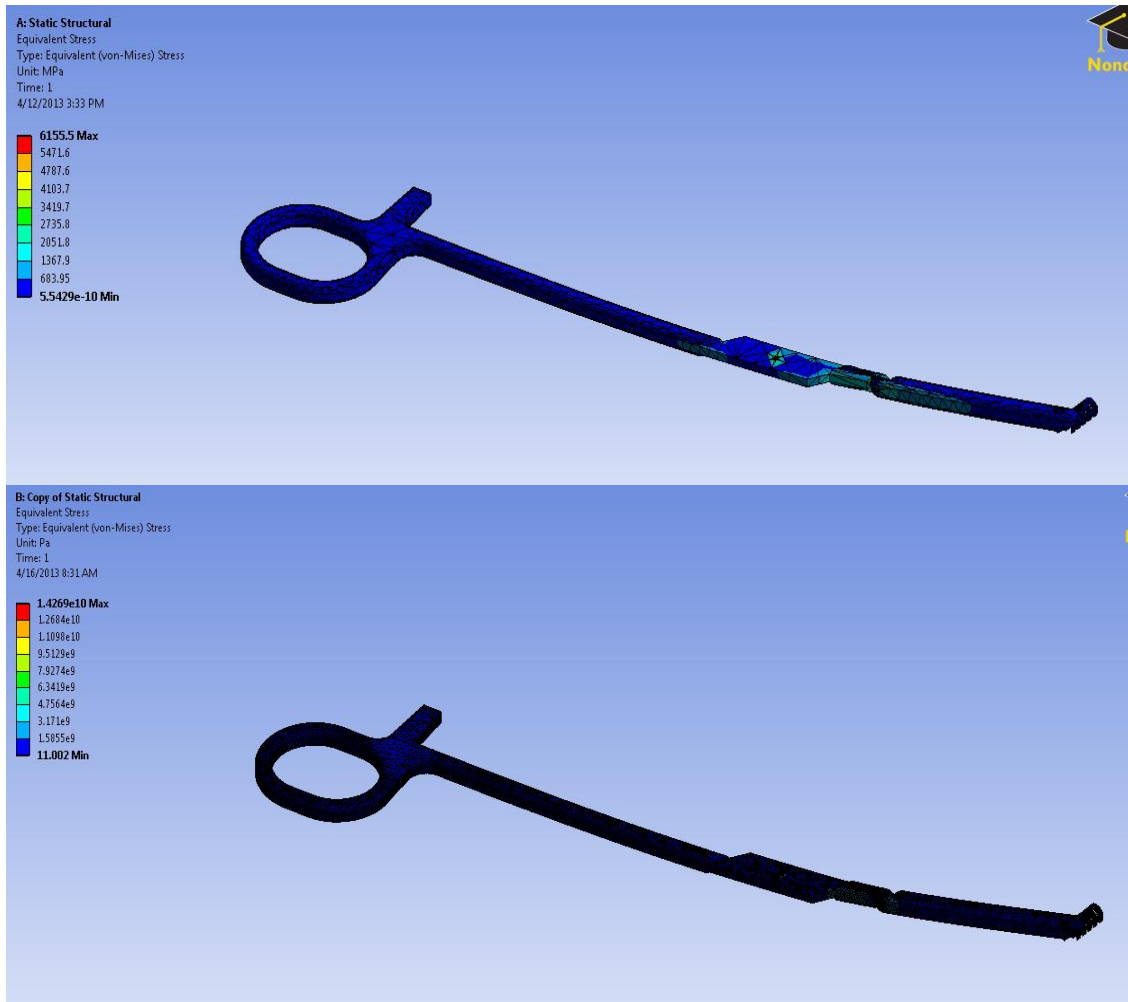 A: Static Structural
Equivalent Stress
Type: Equivalent (von-Mises) Stress
Unit: MPa
Time: 1
4/12/2013 3:33 PM
6155.5 Max
5471.6
4787.6
4103.7
3419.7
2735.8
2051.8
1367.9
683.95
5.5429e-10 Min
B: Copy of Static Structural
Equivalent Stress
Type: Equivalent (von-Mises) Stress
Unit: Pa
Time: 1
4/16/2013 8:31 AM
1.4269e10 Max
1.2684e10
1.1098e10
9.5129e9
7.9274e9
6.3419e9
4.7564e9
3.171e9
1.5855e9
11.002 Min